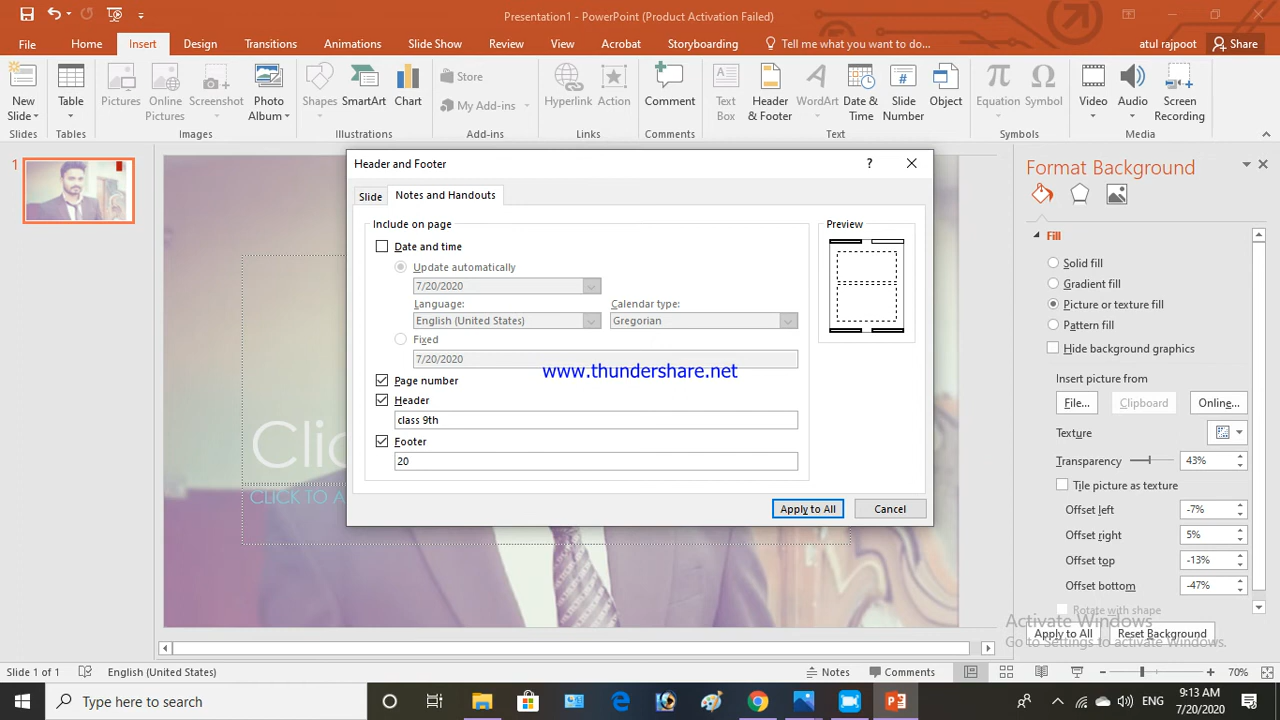 Presentation1 - PowerPoint (Product Activation Failed)
File Home Insert Design Transitions Animations Slide Show Review View Acrobat Storyboarding Tell me what you want to do... atul rajpoot Share
New Slide Table Pictures Online Pictures Screenshot Photo Album Shapes SmartArt Chart Store My Add-ins Hyperlink Action Comment Text Box Header & Footer WordArt Date & Time Slide Number Object Equation Symbol Video Audio Screen Recording
Slides Tables Images Illustrations Add-ins Links Comments Text Symbols Media
1
Header and Footer ?
Slide Notes and Handouts
Include on page
Date and time
Update automatically
7/20/2020
Language: Calendar type:
English (United States) Gregorian
Fixed
7/20/2020
www.thundershare.net
Page number
Header
class 9th
Footer
20
Preview
Apply to All Cancel
Clic
CLICK TO A
Format Background
Fill
Solid fill
Gradient fill
Picture or texture fill
Pattern fill
Hide background graphics
Insert picture from
File... Clipboard Online...
Texture
Transparency 43%
Tile picture as texture
Offset left -7%
Offset right 5%
Offset top -13%
Offset bottom -47%
Rotate with shape
Apply to All Reset Background
Activate Windows
Go to Settings to activate Windows.
Slide 1 of 1 English (United States) Notes Comments 70%
Type here to search
ENG 9:13 AM
7/20/2020